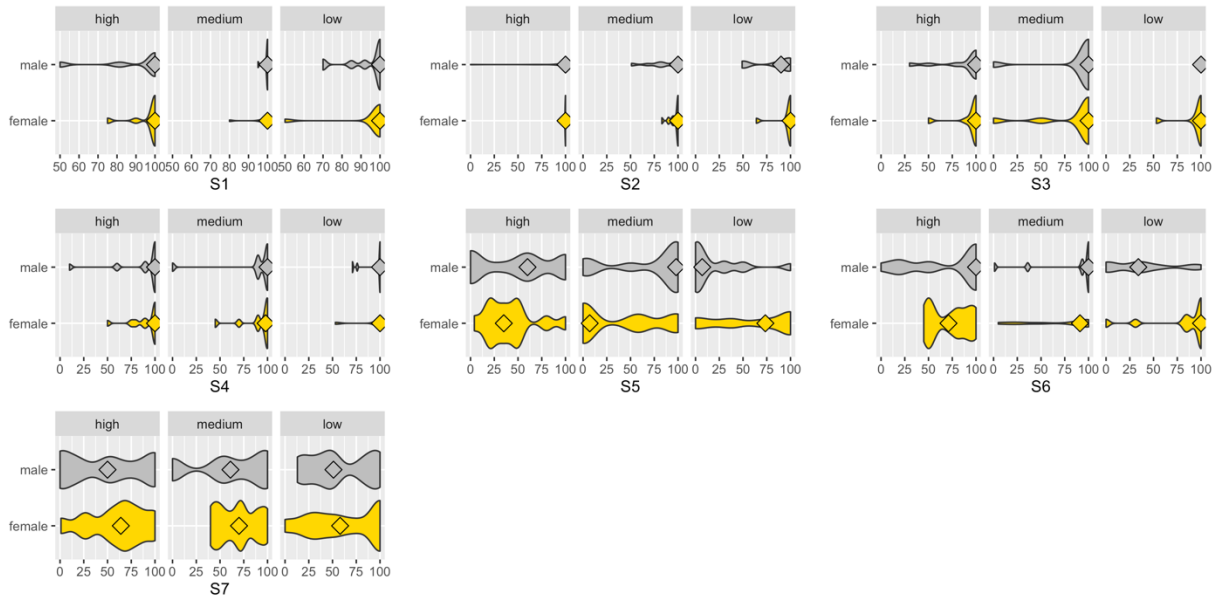 high medium low high medium low high medium low
male male male
female female female
50 60 70 80 90 10050 60 70 80 90 10050 60 70 80 90 100 0 25 50 75 100 0 25 50 75 100 0 25 50 75 100 0 25 50 75 100 0 25 50 75 100 0 25 50 75 100
S1 S2 S3
high medium low high medium low high medium low
male male male
female female female
0 25 50 75 100 0 25 50 75 100 0 25 50 75 100 0 25 50 75 100 0 25 50 75 100 0 25 50 75 100 0 25 50 75 100 0 25 50 75 100 0 25 50 75 100
S4 S5 S6
high medium low
male
female
0 25 50 75 100 0 25 50 75 100 0 25 50 75 100
S7